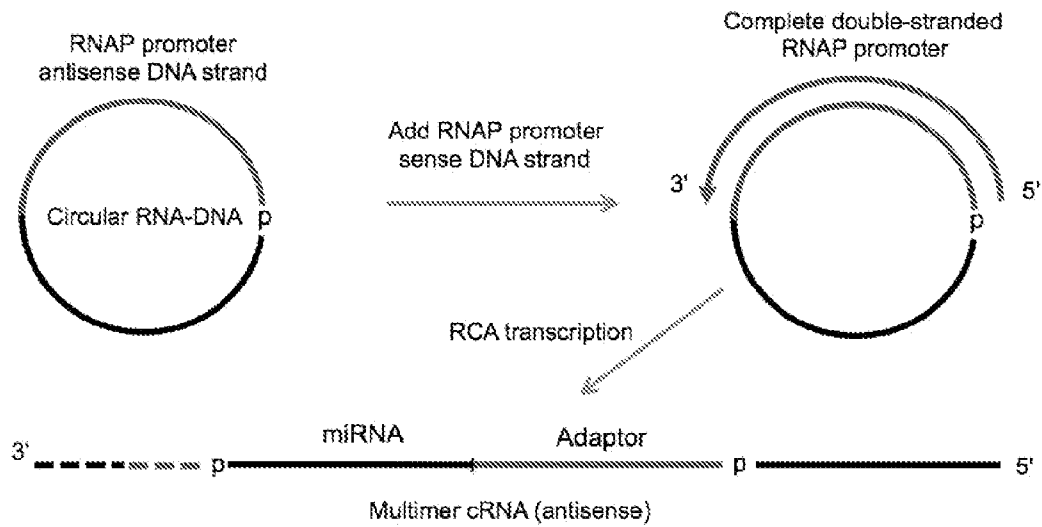 RNAP promoter
antisense DNA strand
Complete double-stranded
RNAP promoter
Add RNAP promoter
sense DNA strand
3'
5'
Circular RNA-DNA
p
p
RCA transcription
3'
miRNA
Adaptor
p
p
5'
Multimer cRNA (antisense)